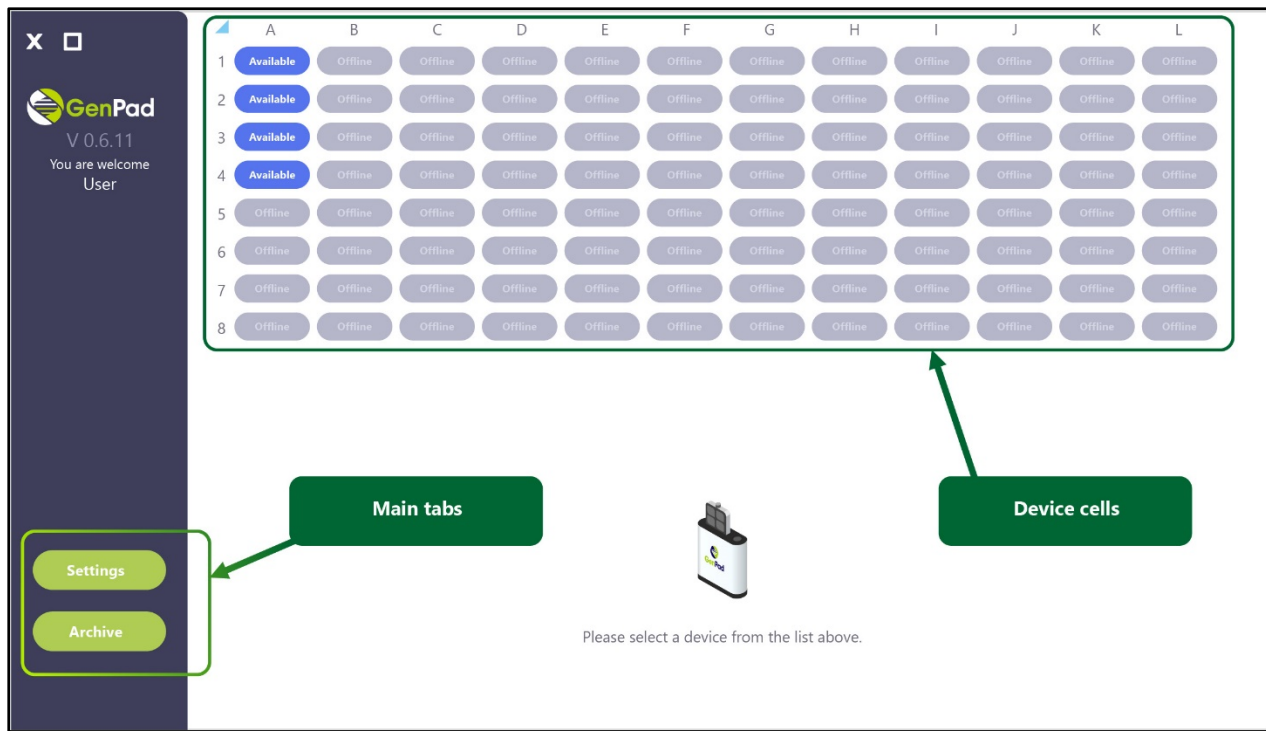 X
A B C D E F G H I J K L
1 Available Offline Offline Offline Offline Offline Offline Offline Offline Offline Offline Offline
2 Available Offline Offline Offline Offline Offline Offline Offline Offline Offline Offline Offline
3 Available Offline Offline Offline Offline Offline Offline Offline Offline Offline Offline Offline
4 Available Offline Offline Offline Offline Offline Offline Offline Offline Offline Offline Offline
5 Offline Offline Offline Offline Offline Offline Offline Offline Offline Offline Offline Offline
6 Offline Offline Offline Offline Offline Offline Offline Offline Offline Offline Offline Offline
7 Offline Offline Offline Offline Offline Offline Offline Offline Offline Offline Offline Offline
8 Offline Offline Offline Offline Offline Offline Offline Offline Offline Offline Offline Offline
GenPad
V 0.6.11
You are welcome
User
Main tabs
Device cells
Settings
Archive
GenPad
Please select a device from the list above.